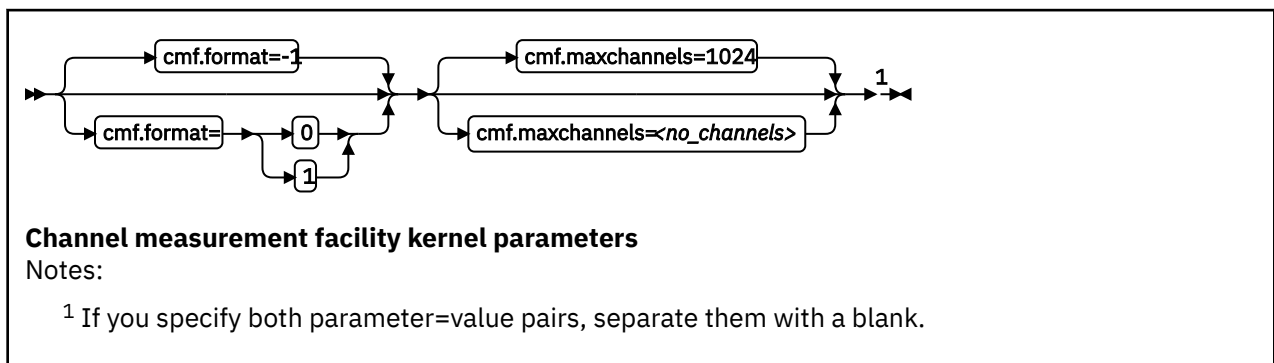 cmf.format=-1 cmf.maxchannels=1024
1
cmf.format= 0 cmf.maxchannels=<no_channels>
1
Channel measurement facility kernel parameters
Notes:
1 If you specify both parameter=value pairs, separate them with a blank.